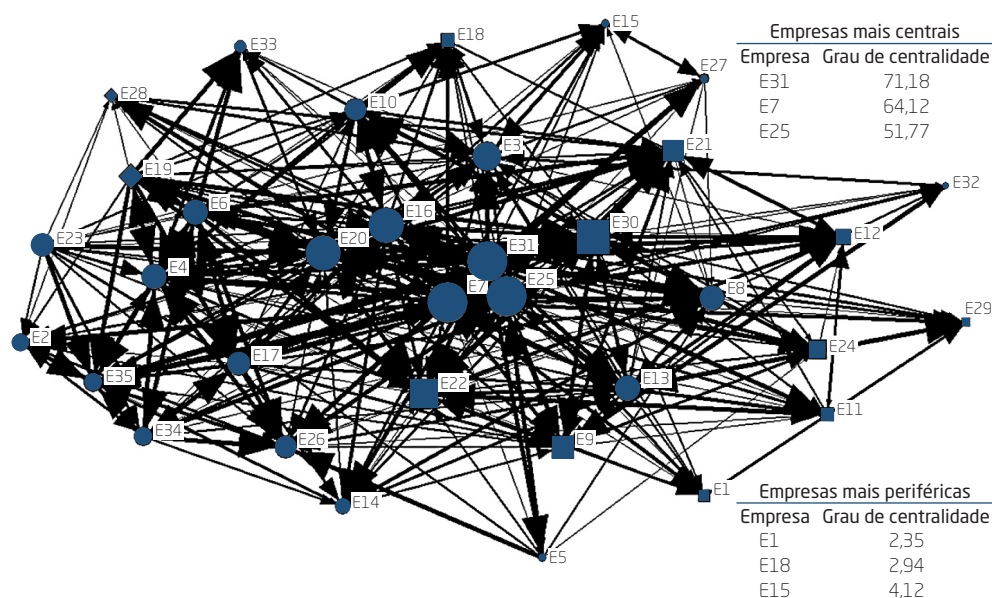 E15
E18
E33
E27
E28
E10
E3
E21
E19
E32
E6
E16
E30
E12
E23
E20
E31
E4
E25
E7
E8
E29
E2
E17
E24
E35
E22
E13
E11
E34
E26
E9
E14
E1
E5
Empresas mais centrais
Empresa Grau de centralidade
E31 71,18
E7 64,12
E25 51,77
Empresas mais periféricas
Empresa Grau de centralidade
E1 2,35
E18 2,94
E15 4,12